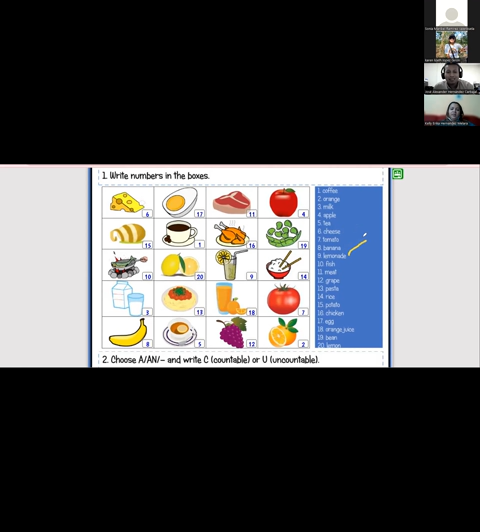 1. Write numbers in the boxes.
6
17
11
4
15
1
16
19
10
20
9
14
3
13
18
7
8
5
12
2
1. coffee
2. orange
3. milk
4. apple
5. tea
6. cheese
7. tomato
8. banana
9. lemonade
10. fish
11. meat
12. grape
13. pasta
14. rice
15. potato
16. chicken
17. egg
18. orange juice
19. bean
20. lemon
2. Choose A/AN/– and write C (countable) or U (uncountable).